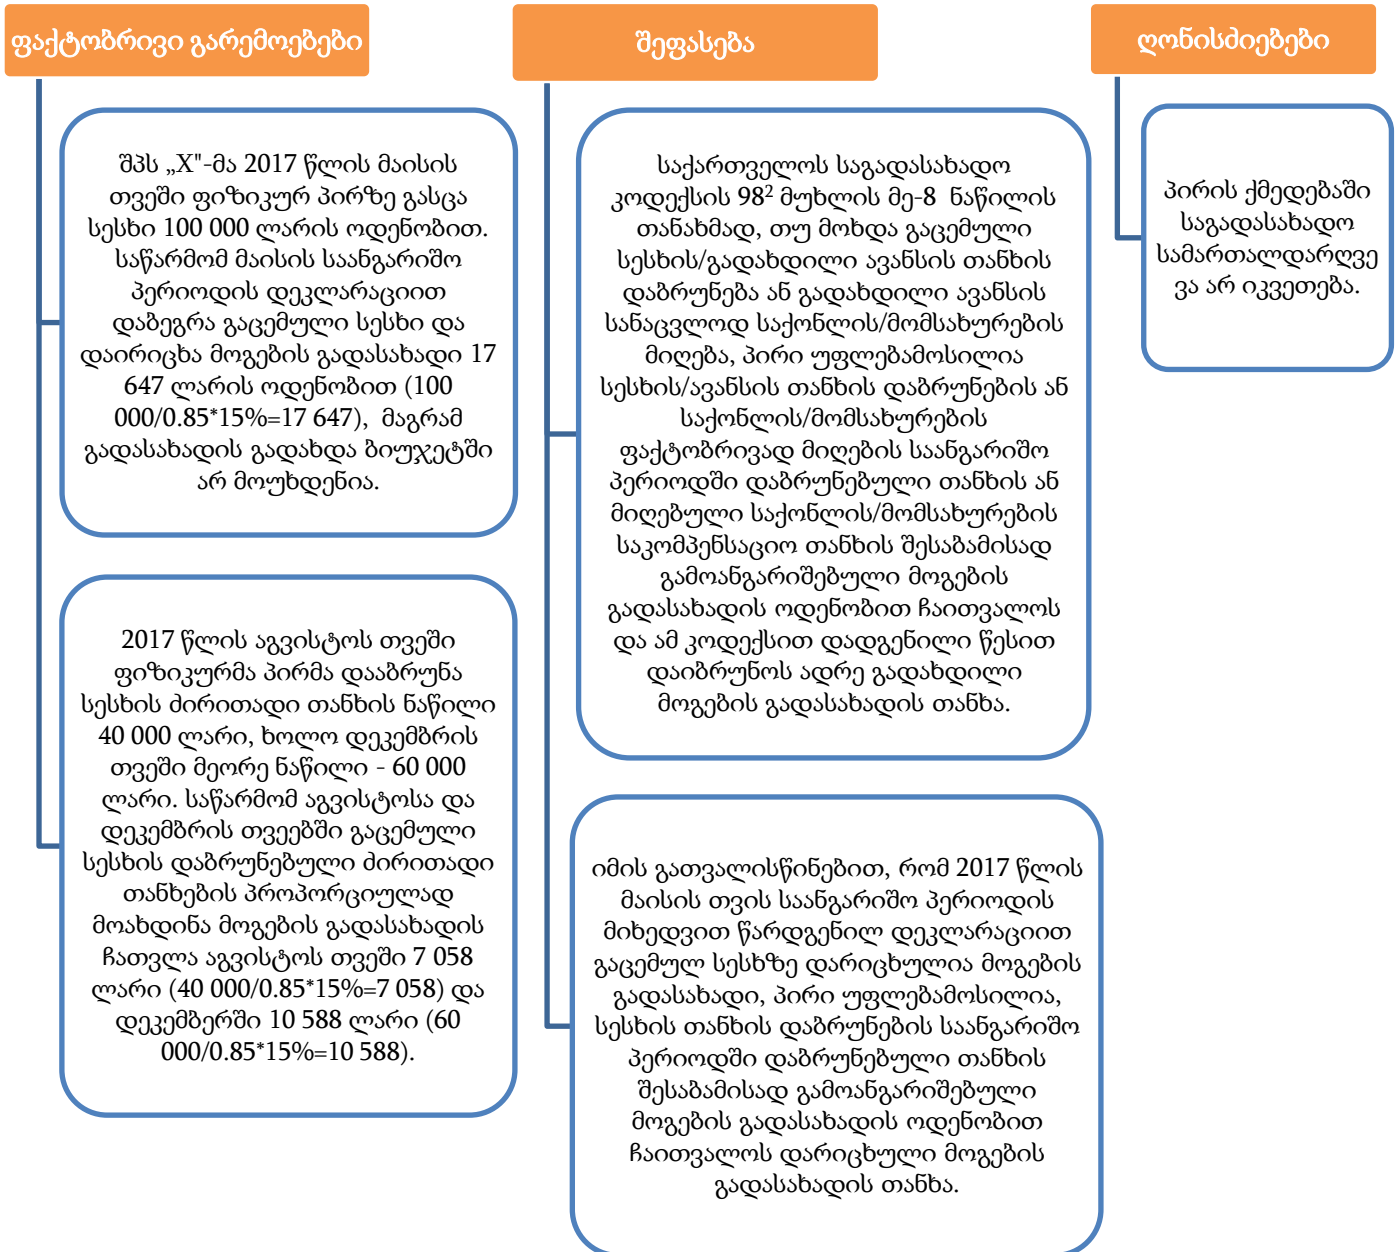 ფაქტობრივი გარემოებები
შპს „X"-მა 2017 წლის მაისის
თვეში ფიზიკურ პირზე გასცა
სესხი 100 000 ლარის ოდენობით.
საწარმომ მაისის საანგარიშო
პერიოდის დეკლარაციით
დაბეგრა გაცემული სესხი და
დაირიცხა მოგების გადასახადი 17
647 ლარის ოდენობით (100
000/0.85*15%=17 647), მაგრამ
გადასახადის გადახდა ბიუჯეტში
არ მოუხდენია.
2017 წლის აგვისტოს თვეში
ფიზიკურმა პირმა დააბრუნა
სესხის ძირითადი თანხის ნაწილი
40 000 ლარი, ხოლო დეკემბრის
თვეში მეორე ნაწილი - 60 000
ლარი. საწარმომ აგვისტოსა და
დეკემბრის თვეებში გაცემული
სესხის დაბრუნებული ძირითადი
თანხების პროპორციულად
მოახდინა მოგების გადასახადის
ჩათვლა აგვისტოს თვეში 7 058
ლარი (40 000/0.85*15%=7 058) და
დეკემბერში 10 588 ლარი (60
000/0.85*15%=10 588).
შეფასება
საქართველოს საგადასახადო
კოდექსის 98² მუხლის მე-8 ნაწილის
თანახმად, თუ მოხდა გაცემული
სესხის/გადახდილი ავანსის თანხის
დაბრუნება ან გადახდილი ავანსის
სანაცვლოდ საქონლის/მომსახურების
მიღება, პირი უფლებამოსილია
სესხის/ავანსის თანხის დაბრუნების ან
საქონლის/მომსახურების
ფაქტობრივად მიღების საანგარიშო
პერიოდში დაბრუნებული თანხის ან
მიღებული საქონლის/მომსახურების
საკომპენსაციო თანხის შესაბამისად
გამოანგარიშებული მოგების
გადასახადის ოდენობით ჩაითვალოს
და ამ კოდექსით დადგენილი წესით
დაიბრუნოს ადრე გადახდილი
მოგების გადასახადის თანხა.
იმის გათვალისწინებით, რომ 2017 წლის
მაისის თვის საანგარიშო პერიოდის
მიხედვით წარდგენილ დეკლარაციით
გაცემულ სესხზე დარიცხულია მოგების
გადასახადი, პირი უფლებამოსილია,
სესხის თანხის დაბრუნების საანგარიშო
პერიოდში დაბრუნებული თანხის
შესაბამისად გამოანგარიშებული
მოგების გადასახადის ოდენობით
ჩაითვალოს დარიცხული მოგების
გადასახადის თანხა.
ღონისძიებები
პირის ქმედებაში
საგადასახადო
სამართალდარღვე
ვა არ იკვეთება.